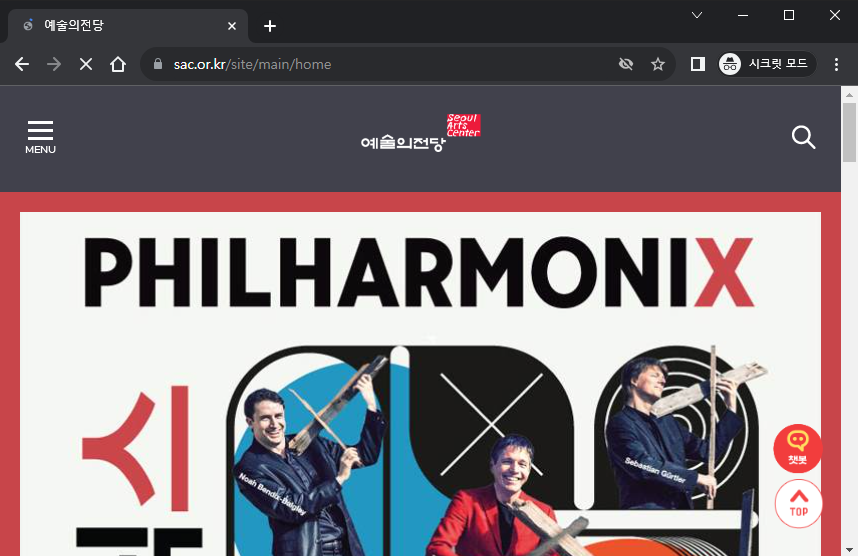 예술의전당
시크릿 모드
sac.or.kr/site/main/home
MENU
예술의전당
Seoul
Arts
Center
PHILHARMONIX
Noah Bendix-Balgley
Sebastian Gürtler
챗봇
TOP